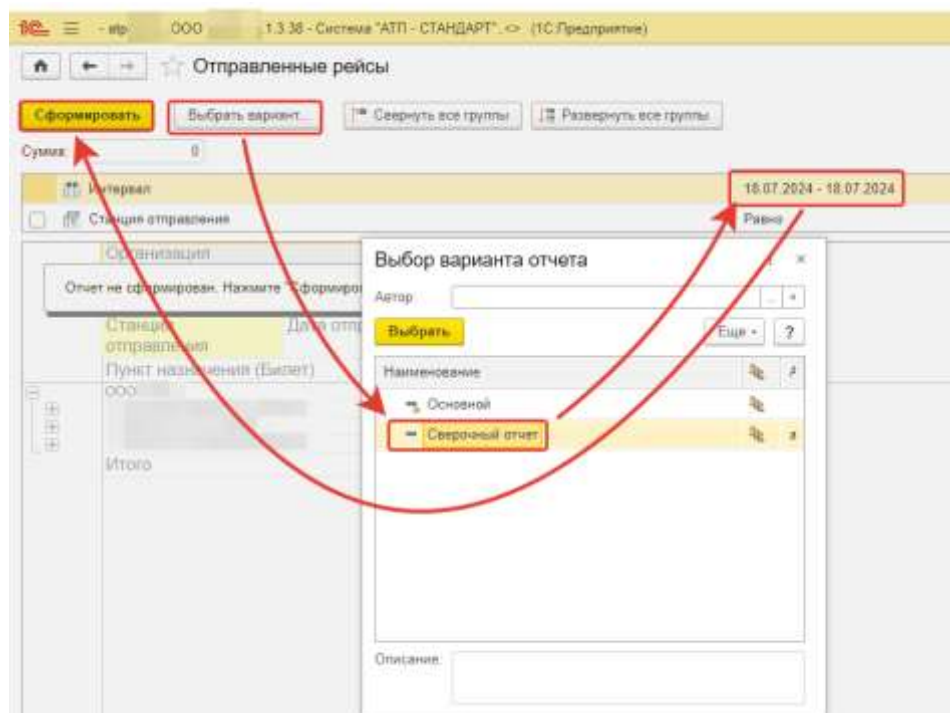 1С - atp ООО 1.3.38 - Система "АТП - СТАНДАРТ". <> (1С:Предприятие)
Отправленные рейсы
Сформировать Выбрать вариант... Свернуть все группы Развернуть все группы
Сумма: 0
Интервал 18.07.2024 - 18.07.2024
Станция отправления Равно
Организация
Отчет не сформирован. Нажмите "Сформиро
Станция отправления
Дата отпр
Пункт назначения (Билет)
ООО
Итого
Выбор варианта отчета
Автор:
Выбрать Еще ?
Наименование
Основной
Сверочный отчет
Описание: